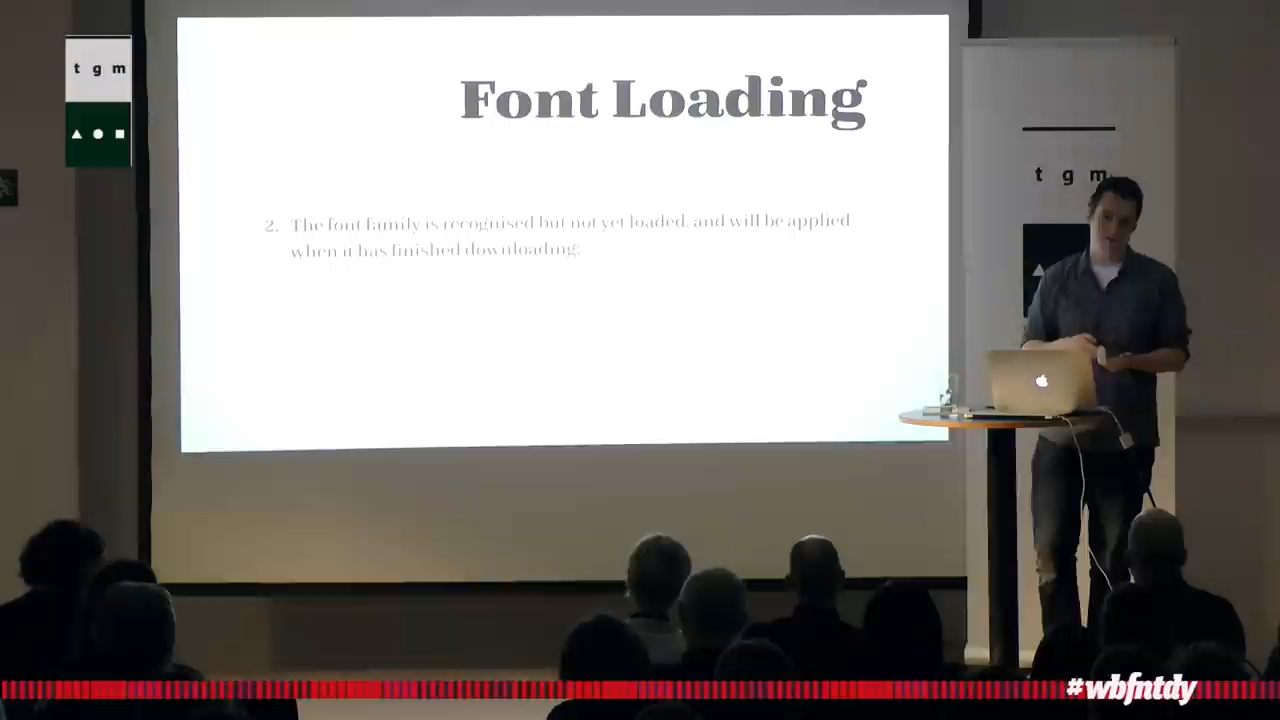 t g m
Font Loading
t g m
2. The font family is recognised but not yet loaded, and will be applied
when it has finished downloading;
#wbfntdy